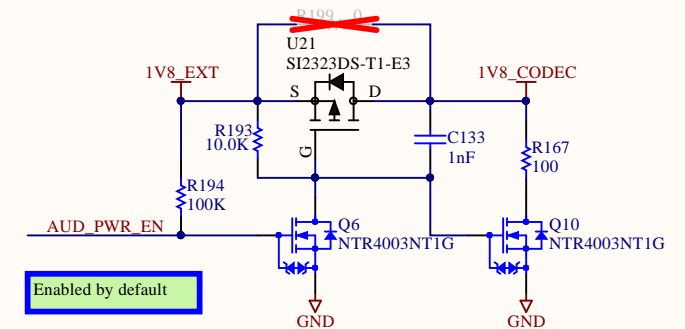 R199 0
U21
SI2323DS-T1-E3
1V8_EXT
1V8_CODEC
S
D
R193
10.0K
G
C133
1nF
R167
100
R194
100K
AUD_PWR_EN
Q6
NTR4003NT1G
Q10
NTR4003NT1G
Enabled by default
GND
GND